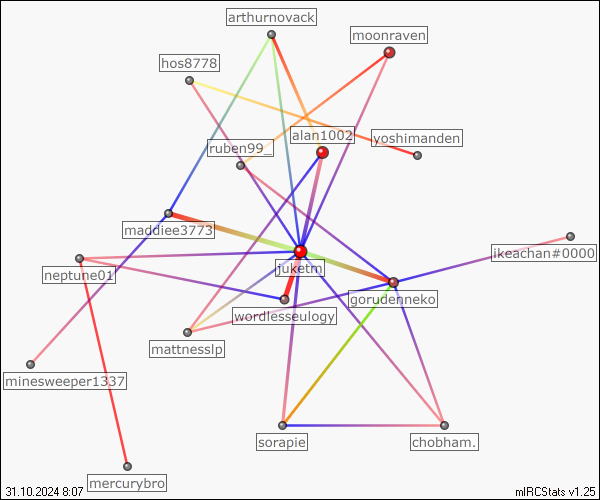 arthurnovack
moonraven
hos8778
alan1002
yoshimanden
ruben99_
maddiee3773
ikeachan#0000
juketm
neptune01
gorudenneko
wordlesseulogy
mattnesslp
minesweeper1337
sorapie
chobham.
mercurybro
31.10.2024 8:07
mIRCStats v1.25